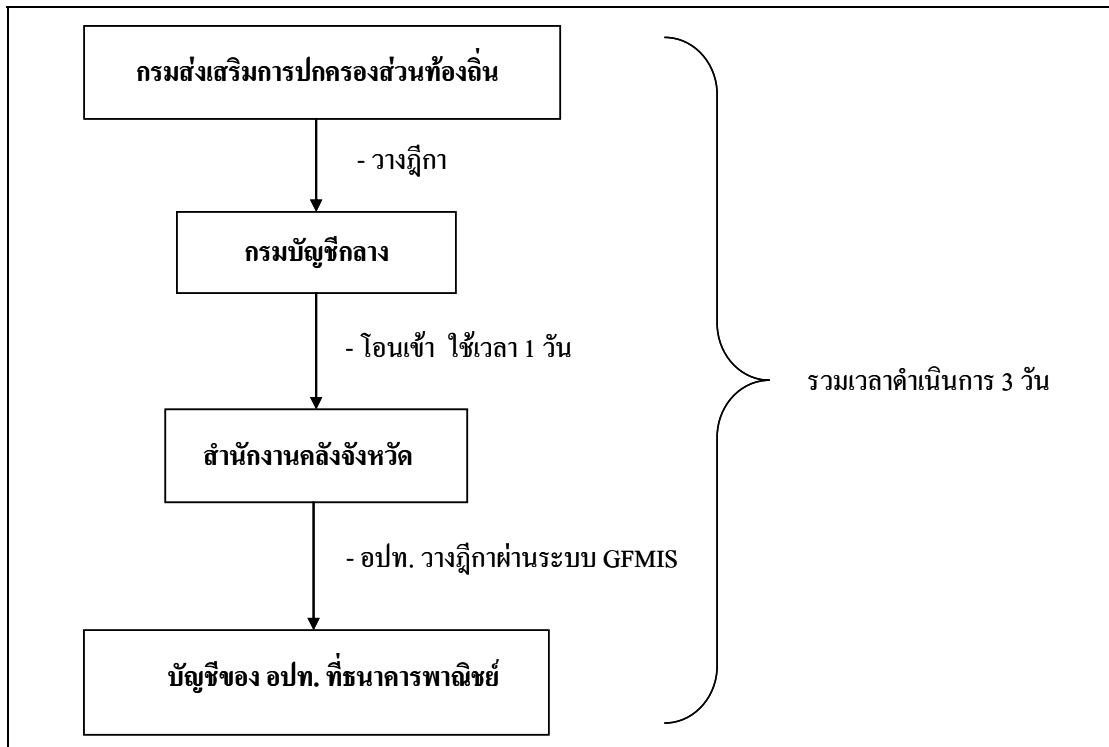 กรมส่งเสริมการปกครองส่วนท้องถิ่น
- วางฎีกา
กรมบัญชีกลาง
- โอนเข้า ใช้เวลา 1 วัน
รวมเวลาดำเนินการ 3 วัน
สำนักงานคลังจังหวัด
- อปท. วางฎีกาผ่านระบบ GFMIS
บัญชีของ อปท. ที่ธนาคารพาณิชย์